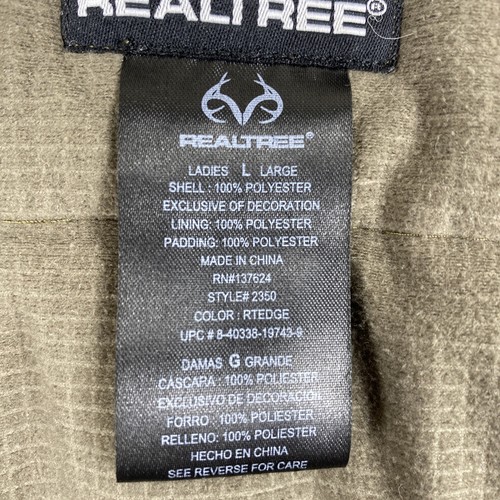 REALTREE®
REALTREE®
LADIES L LARGE
SHELL : 100% POLYESTER
EXCLUSIVE OF DECORATION
LINING: 100% POLYESTER
PADDING: 100% POLYESTER
MADE IN CHINA
RN#137624
STYLE# 2350
COLOR : RTEDGE
UPC # 8-40338-19743-9
DAMAS G GRANDE
CÁSCARA : 100% POLIESTER
EXCLUSIVO DE DECORACIÓN
FORRO : 100% POLIESTER
RELLENO: 100% POLIESTER
HECHO EN CHINA
SEE REVERSE FOR CARE